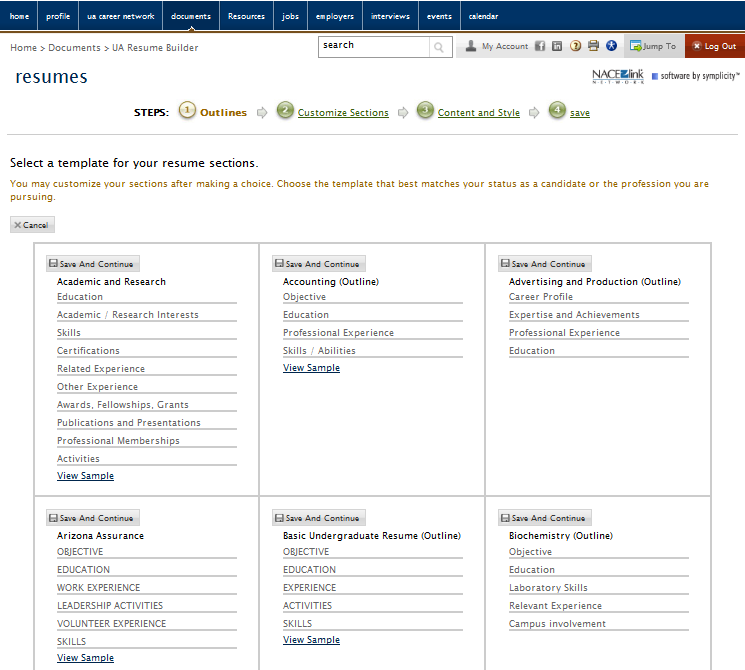 home profile ua career network documents Resources jobs employers interviews events calendar
Home > Documents > UA Resume Builder
search
My Account
Jump To
Log Out
resumes
NACElink
NETWORK
software by symplicity™
STEPS: 1 Outlines 2 Customize Sections 3 Content and Style 4 save
Select a template for your resume sections.
You may customize your sections after making a choice. Choose the template that best matches your status as a candidate or the profession you are
pursuing.
Cancel
Save And Continue
Academic and Research
Education
Academic / Research Interests
Skills
Certifications
Related Experience
Other Experience
Awards, Fellowships, Grants
Publications and Presentations
Professional Memberships
Activities
View Sample
Save And Continue
Accounting (Outline)
Objective
Education
Professional Experience
Skills / Abilities
View Sample
Save And Continue
Advertising and Production (Outline)
Career Profile
Expertise and Achievements
Professional Experience
Education
Save And Continue
Arizona Assurance
OBJECTIVE
EDUCATION
WORK EXPERIENCE
LEADERSHIP ACTIVITIES
VOLUNTEER EXPERIENCE
SKILLS
View Sample
Save And Continue
Basic Undergraduate Resume (Outline)
OBJECTIVE
EDUCATION
EXPERIENCE
ACTIVITIES
SKILLS
View Sample
Save And Continue
Biochemistry (Outline)
Objective
Education
Laboratory Skills
Relevant Experience
Campus involvement